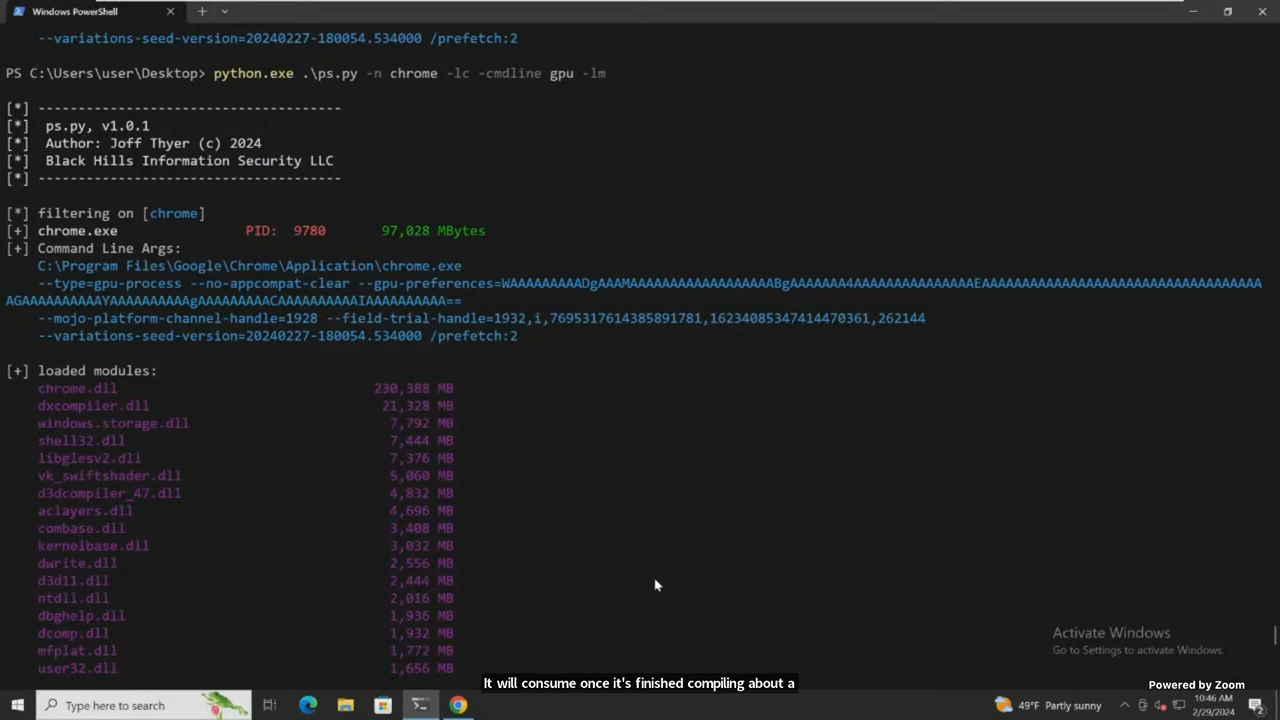 Windows PowerShell
--variations-seed-version=20240227-180054.534000 /prefetch:2
PS C:\Users\user\Desktop> python.exe .\ps.py -n chrome -lc -cmdline gpu -lm
[*] --------------------------------------
[*]  ps.py, v1.0.1
[*]  Author: Joff Thyer (c) 2024
[*]  Black Hills Information Security LLC
[*] --------------------------------------
[*] filtering on [chrome]
[+] chrome.exe PID: 9780 97,028 MBytes
[+] Command Line Args:
C:\Program Files\Google\Chrome\Application\chrome.exe
--type=gpu-process --no-appcompat-clear --gpu-preferences=WAAAAAAAAADgAAAMAAAAAAAAAAAAAAAAAABgAAAAAAA4AAAAAAAAAAAAAAAEAAAAAAAAAAAAAAAAAAAAAAAAAAAAAAAAAAA
AGAAAAAAAAAAYAAAAAAAAAAgAAAAAAAAACAAAAAAAAAAIAAAAAAAAAA==
--mojo-platform-channel-handle=1928 --field-trial-handle=1932,i,7695317614385891781,16234085347414470361,262144
--variations-seed-version=20240227-180054.534000 /prefetch:2
[+] loaded modules:
chrome.dll 230,388 MB
dxcompiler.dll 21,328 MB
windows.storage.dll 7,792 MB
shell32.dll 7,444 MB
libglesv2.dll 7,376 MB
vk_swiftshader.dll 5,060 MB
d3dcompiler_47.dll 4,832 MB
aclayers.dll 4,696 MB
combase.dll 3,408 MB
kernelbase.dll 3,032 MB
dwrite.dll 2,556 MB
d3d11.dll 2,444 MB
ntdll.dll 2,016 MB
dbghelp.dll 1,936 MB
dcomp.dll 1,932 MB
mfplat.dll 1,772 MB
user32.dll 1,656 MB
Activate Windows
Go to Settings to activate Windows.
It will consume once it's finished compiling about a
Powered by Zoom
Type here to search
49°F Partly sunny
10:46 AM
2/29/2024
2